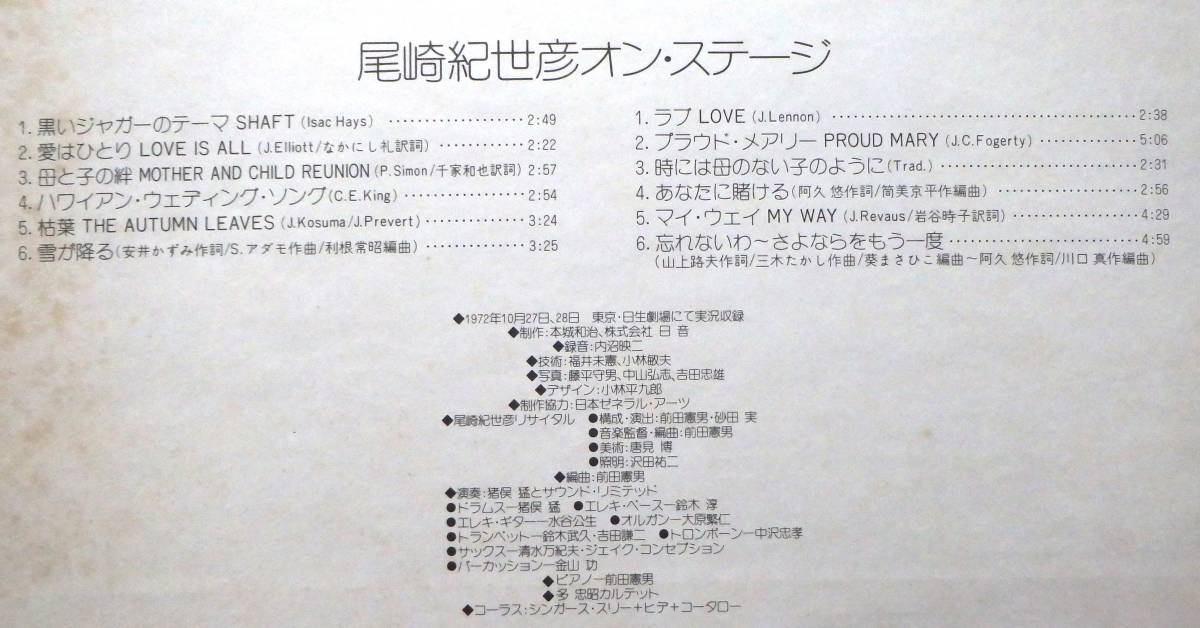 尾崎紀世彦オン・ステージ
1. 黒いジャガーのテーマ SHAFT (Isac Hays) ･･･････････････････ 2:49
2. 愛はひとり LOVE IS ALL (J.Elliott/なかにし礼訳詞) ･････････････ 2:22
3. 母と子の絆 MOTHER AND CHILD REUNION (P.Simon/千家和也訳詞) 2:57
4. ハワイアン・ウェディング・ソング(C.E.King) ･･････････････････ 2:54
5. 枯葉 THE AUTUMN LEAVES (J.Kosuma/J.Prevert) ･････････････ 3:24
6. 雪が降る(安井かずみ作詞/S.アダモ作曲/利根常昭編曲) ･････････････ 3:25
1. ラブ LOVE (J.Lennon) ･･･････････････････････････････････････････ 2:38
2. プラウド・メアリー PROUD MARY (J.C.Fogerty) ･････････････････ 5:06
3. 時には母のない子のように(Trad.) ･････････････････････････････ 2:31
4. あなたに賭ける(阿久 悠作詞/筒美京平作編曲) ･･････････････････････ 2:56
5. マイ・ウェイ MY WAY (J.Revaus/岩谷時子訳詞) ･･････････････････ 4:29
6. 忘れないわ～さよならをもう一度 ･･･････････････････････････ 4:59
(山上路夫作詞/三木たかし作曲/葵まさひこ編曲～阿久 悠作詞/川口 真作編曲)
◆1972年10月27日、28日 東京・日生劇場にて実況収録
◆制作:本城和治、株式会社 日 音
◆録音:内沼映二
◆技術:福井未憲、小林敏夫
◆写真:藤平守男、中山弘志、吉田忠雄
◆デザイン:小林平九郎
◆制作協力:日本ゼネラル・アーツ
◆尾崎紀世彦リサイタル ●構成・演出:前田憲男・砂田 実
●音楽監督・編曲:前田憲男
●美術:唐見 博
●照明:沢田祐二
◆編曲:前田憲男
◆演奏:猪俣 猛とサウンド・リミテッド
●ドラムスー猪俣 猛 ●エレキ・ベースー鈴木 淳
●エレキ・ギターー水谷公生 ●オルガンー大原繁仁
●トランペットー鈴木武久・吉田謙二 ●トロンボーンー中沢忠孝
●サックスー清水万紀夫・ジェイク・コンセプション
●パーカッションー金山 功
◆ピアノー前田憲男
◆多 忠昭カルテット
◆コーラス:シンガース・スリー+ヒデ+コータロー